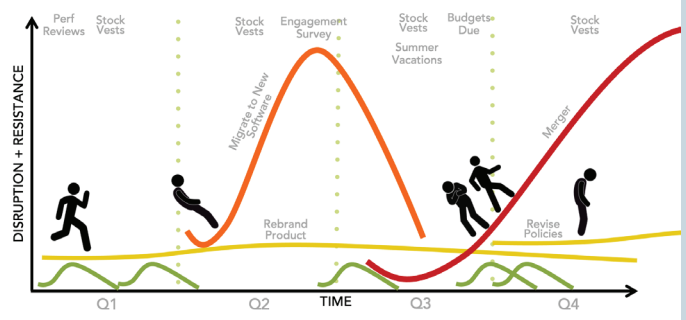 Perf
Reviews
Stock
Vests
Stock
Vests
Engagement
Survey
Stock
Vests
Summer
Vacations
Budgets
Due
Stock
Vests
DISRUPTION + RESISTANCE
Migrate to New
Software
Merger
Rebrand
Product
Revise
Policies
Q1
Q2
TIME
Q3
Q4